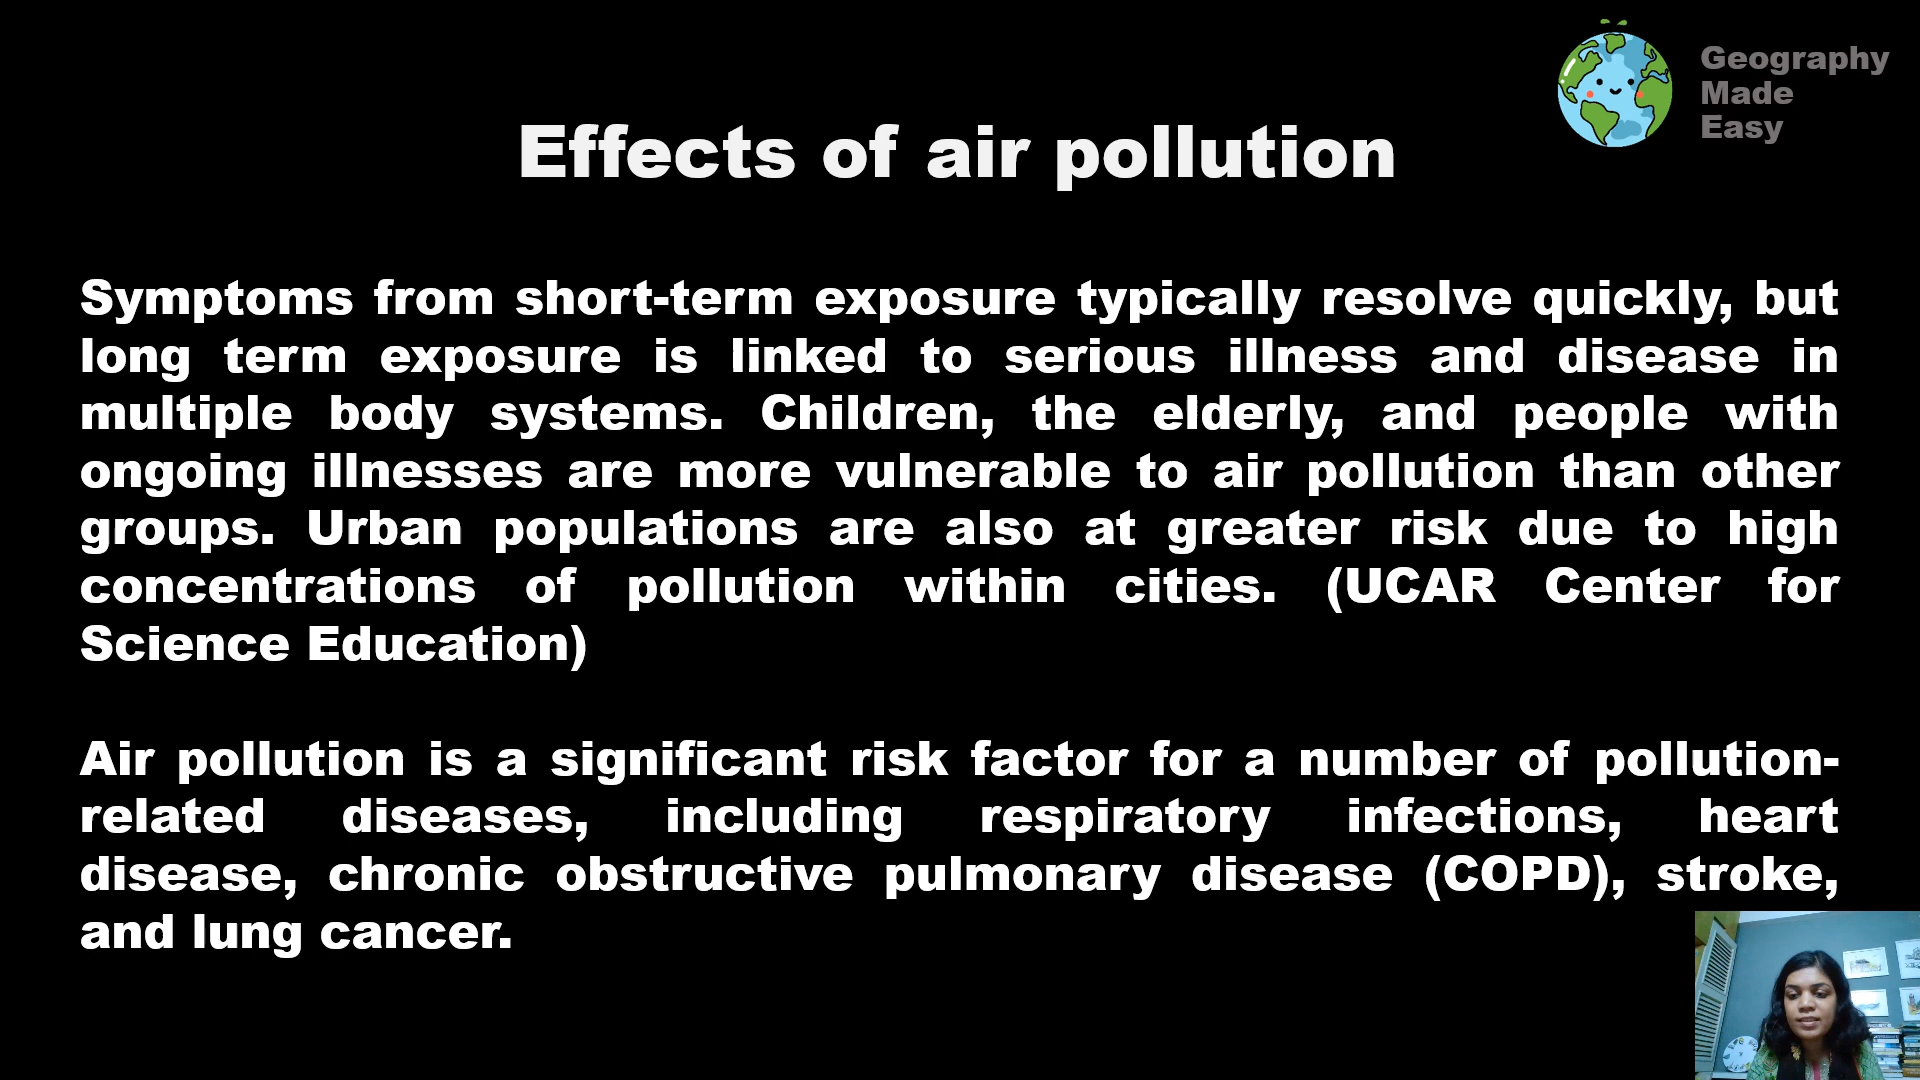 Geography
Made
Easy
Effects of air pollution
Symptoms from short-term exposure typically resolve quickly, but
long term exposure is linked to serious illness and disease in
multiple body systems. Children, the elderly, and people with
ongoing illnesses are more vulnerable to air pollution than other
groups. Urban populations are also at greater risk due to high
concentrations of pollution within cities. (UCAR Center for
Science Education)
Air pollution is a significant risk factor for a number of pollution-
related diseases, including respiratory infections, heart
disease, chronic obstructive pulmonary disease (COPD), stroke,
and lung cancer.